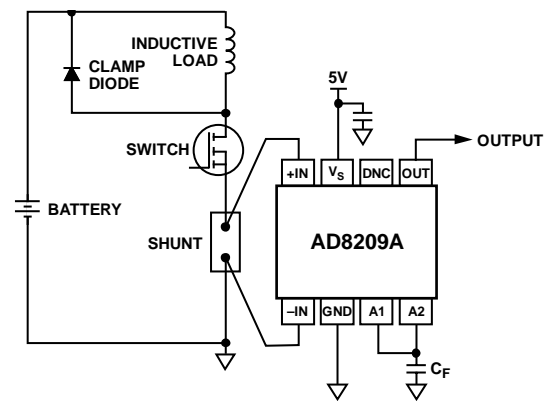 INDUCTIVE
LOAD
CLAMP
DIODE
5V
OUTPUT
SWITCH
+IN
VS
DNC
OUT
BATTERY
SHUNT
AD8209A
–IN
GND
A1
A2
CF